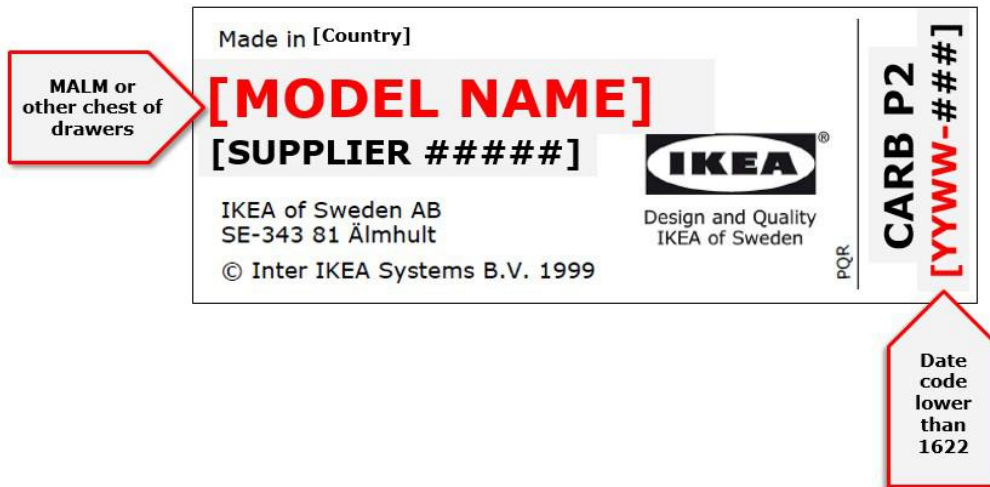 Made in [Country]
MALM or
other chest of
drawers
[MODEL NAME]
[SUPPLIER #####]
IKEA of Sweden AB
SE-343 81 Älmhult
© Inter IKEA Systems B.V. 1999
IKEA®
Design and Quality
IKEA of Sweden
PQR
CARB P2
[YYWW-###]
Date
code
lower
than
1622